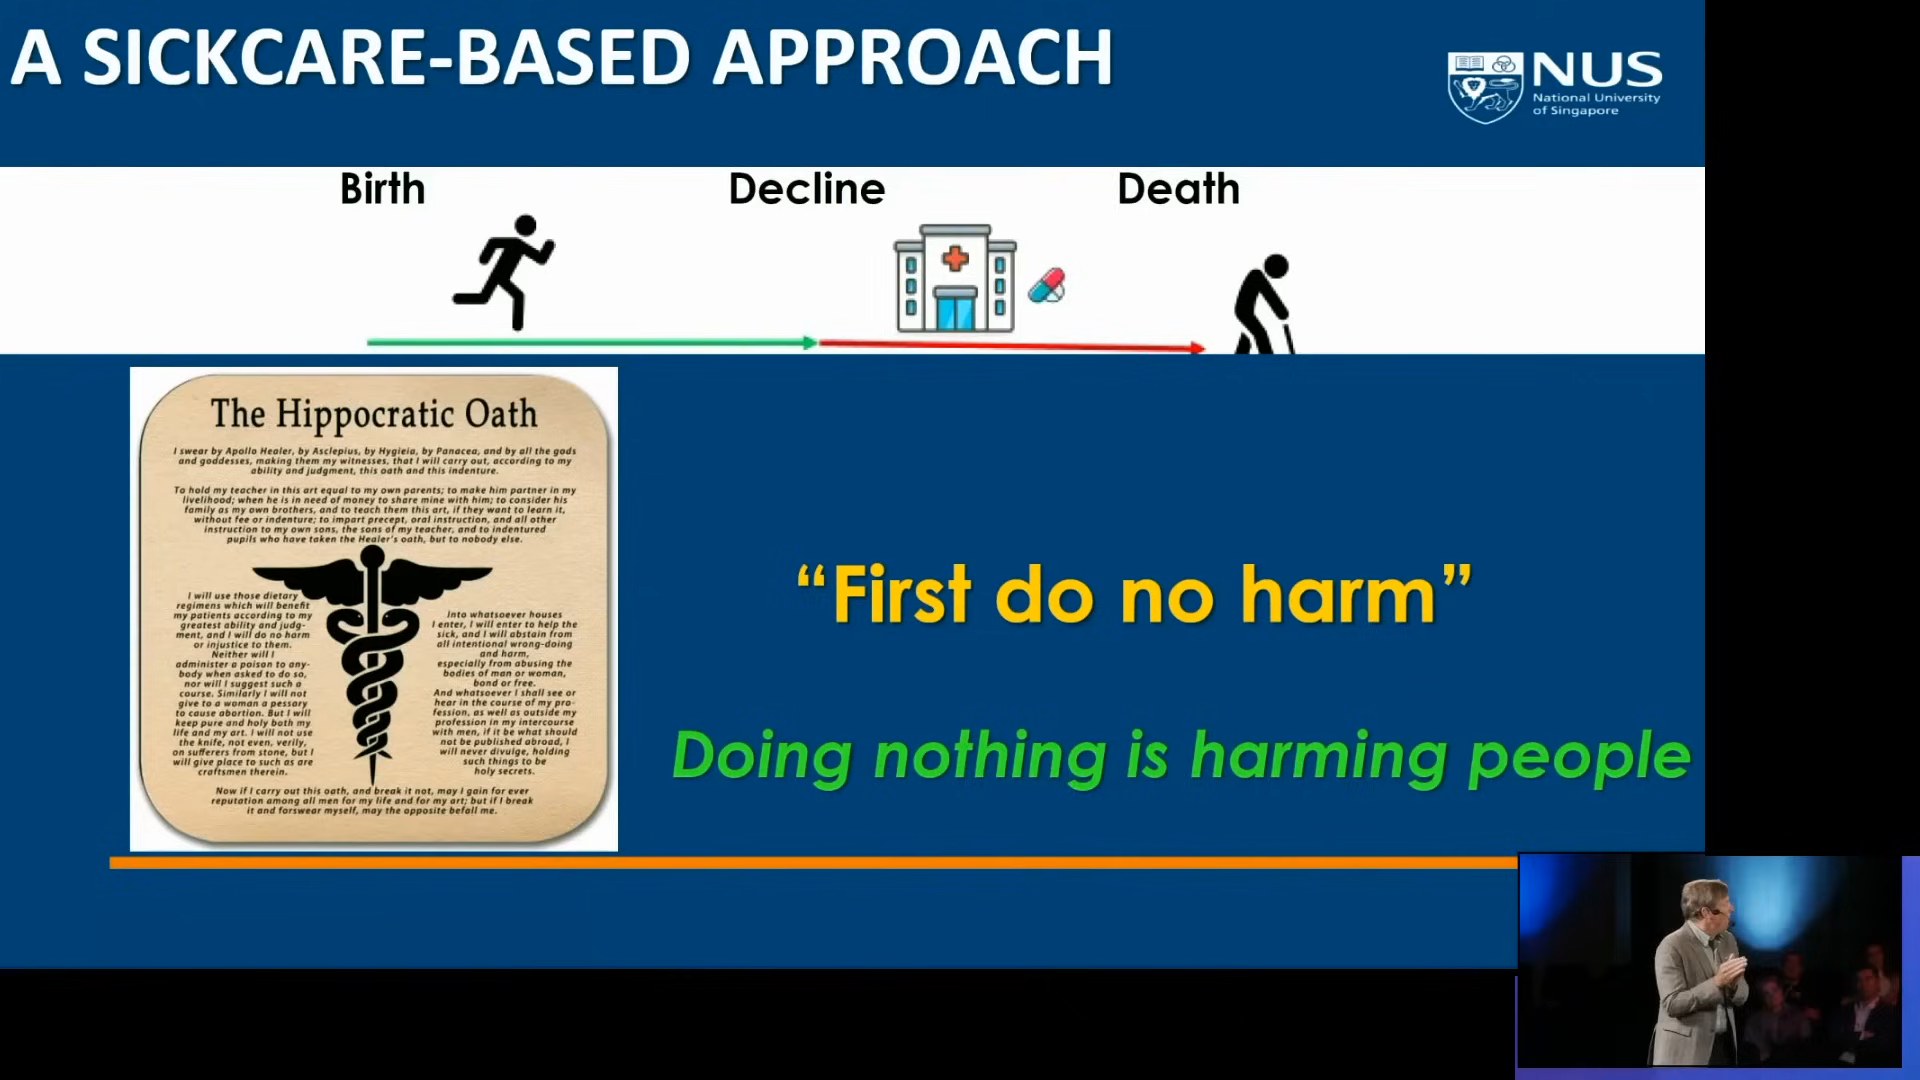 A SICKCARE-BASED APPROACH
NUS
National University
of Singapore
Birth
Decline
Death
The Hippocratic Oath
I swear by Apollo Healer, by Asclepius, by Hygieia, by Panacea, and by all the gods
and goddesses, making them my witnesses, that I will carry out, according to my
ability and judgment, this oath and this indenture.
To hold my teacher in this art equal to my own parents; to make him partner in my
livelihood; when he is in need of money to share mine with him; to consider his
family as my own brothers, and to teach them this art, if they want to learn it,
without fee or indenture; to impart precept, oral instruction, and all other
instruction to my own sons, the sons of my teacher, and to indentured
pupils who have taken the Healer's oath, but to nobody else.
I will use those dietary
regimens which will benefit
my patients according to my
greatest ability and judg-
ment, and I will do no harm
or injustice to them.
Neither will I
administer a poison to any-
body when asked to do so,
nor will I suggest such a
course. Similarly I will not
give to a woman a pessary
to cause abortion. But I will
keep pure and holy both my
life and my art. I will not use
the knife, not even, verily,
on sufferers from stone, but I
will give place to such as are
craftsmen therein.
Into whatsoever houses
I enter, I will enter to help the
sick, and I will abstain from
all intentional wrong-doing
and harm,
especially from abusing the
bodies of man or woman,
bond or free.
And whatsoever I shall see or
hear in the course of my pro-
fession, as well as outside my
profession in my intercourse
with men, if it be what should
not be published abroad, I
will never divulge, holding
such things to be
holy secrets.
Now if I carry out this oath, and break it not, may I gain for ever
reputation among all men for my life and for my art; but if I break
it and forswear myself, may the opposite befall me.
“First do no harm”
Doing nothing is harming people